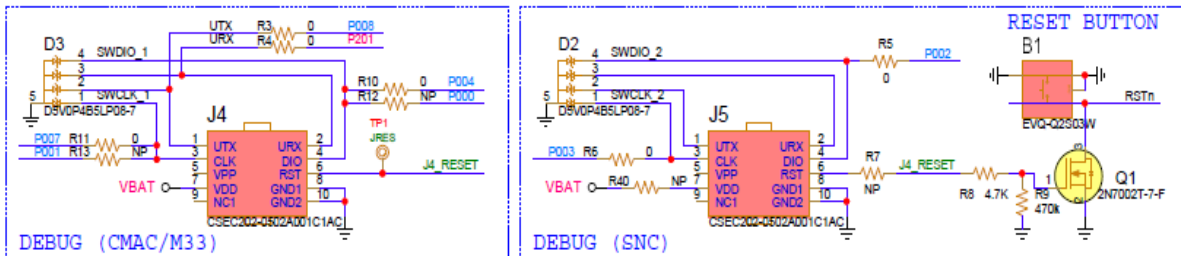 UTX R3 0 P008
URX R4 0 P201
D3
4 SWDIO_1
3
2
1 SWCLK_1
5
D5V0P4B5LP08-7
R10 0 P004
R12 NP P000
TP1
JRES
J4
P007 R11 0
P001 R13 NP
1 UTX URX 2
3 CLK DIO 4
5 VPP RST 6
7 VDD GND1 8
9 NC1 GND2 10
J4_RESET
VBAT
CSEC202-0502A001C1AC
DEBUG (CMAC/M33)
RESET BUTTON
D2
4 SWDIO_2
3
2
1 SWCLK_2
5
D5V0P4B5LP08-7
R5 P002
0
B1
RSTn
EVQ-Q2S03W
J5
P003 R6 0
1 UTX URX 2
3 CLK DIO 4
5 VPP RST 6
7 VDD GND1 8
9 NC1 GND2 10
R7
NP
J4_RESET
R8 4.7K
R9
470k
3
1
2
Q1
2N7002T-7-F
VBAT R40 NP
CSEC202-0502A001C1AC
DEBUG (SNC)